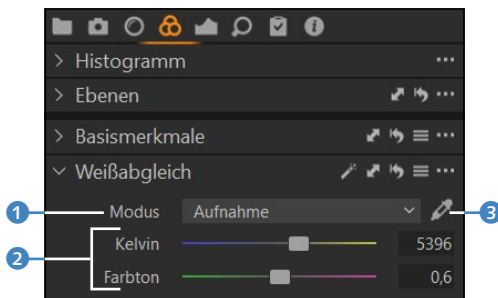 Histogramm
Ebenen
Basismerkmale
Weißabgleich
1 Modus Aufnahme 3
2 Kelvin 5396
Farbton 0,6